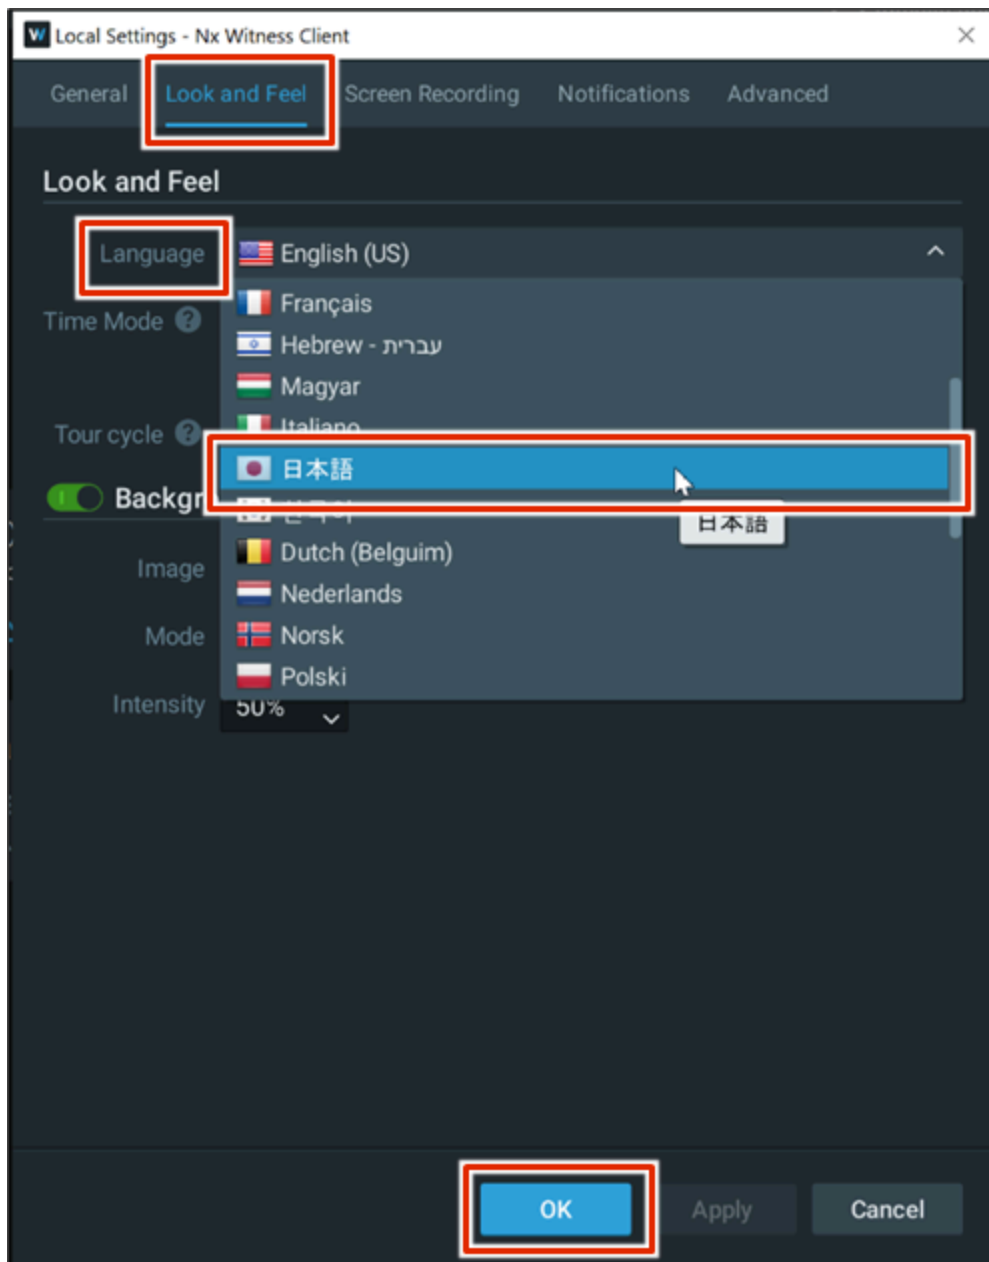 Local Settings - Nx Witness Client
General Look and Feel Screen Recording Notifications Advanced
Look and Feel
Language English (US)
Français
Time Mode ?
Hebrew - עברית
Magyar
Italiano
Tour cycle ?
日本語
Backgr
日本語
Dutch (Belguim)
Image
Nederlands
Mode Norsk
Polski
Intensity 50%
OK Apply Cancel